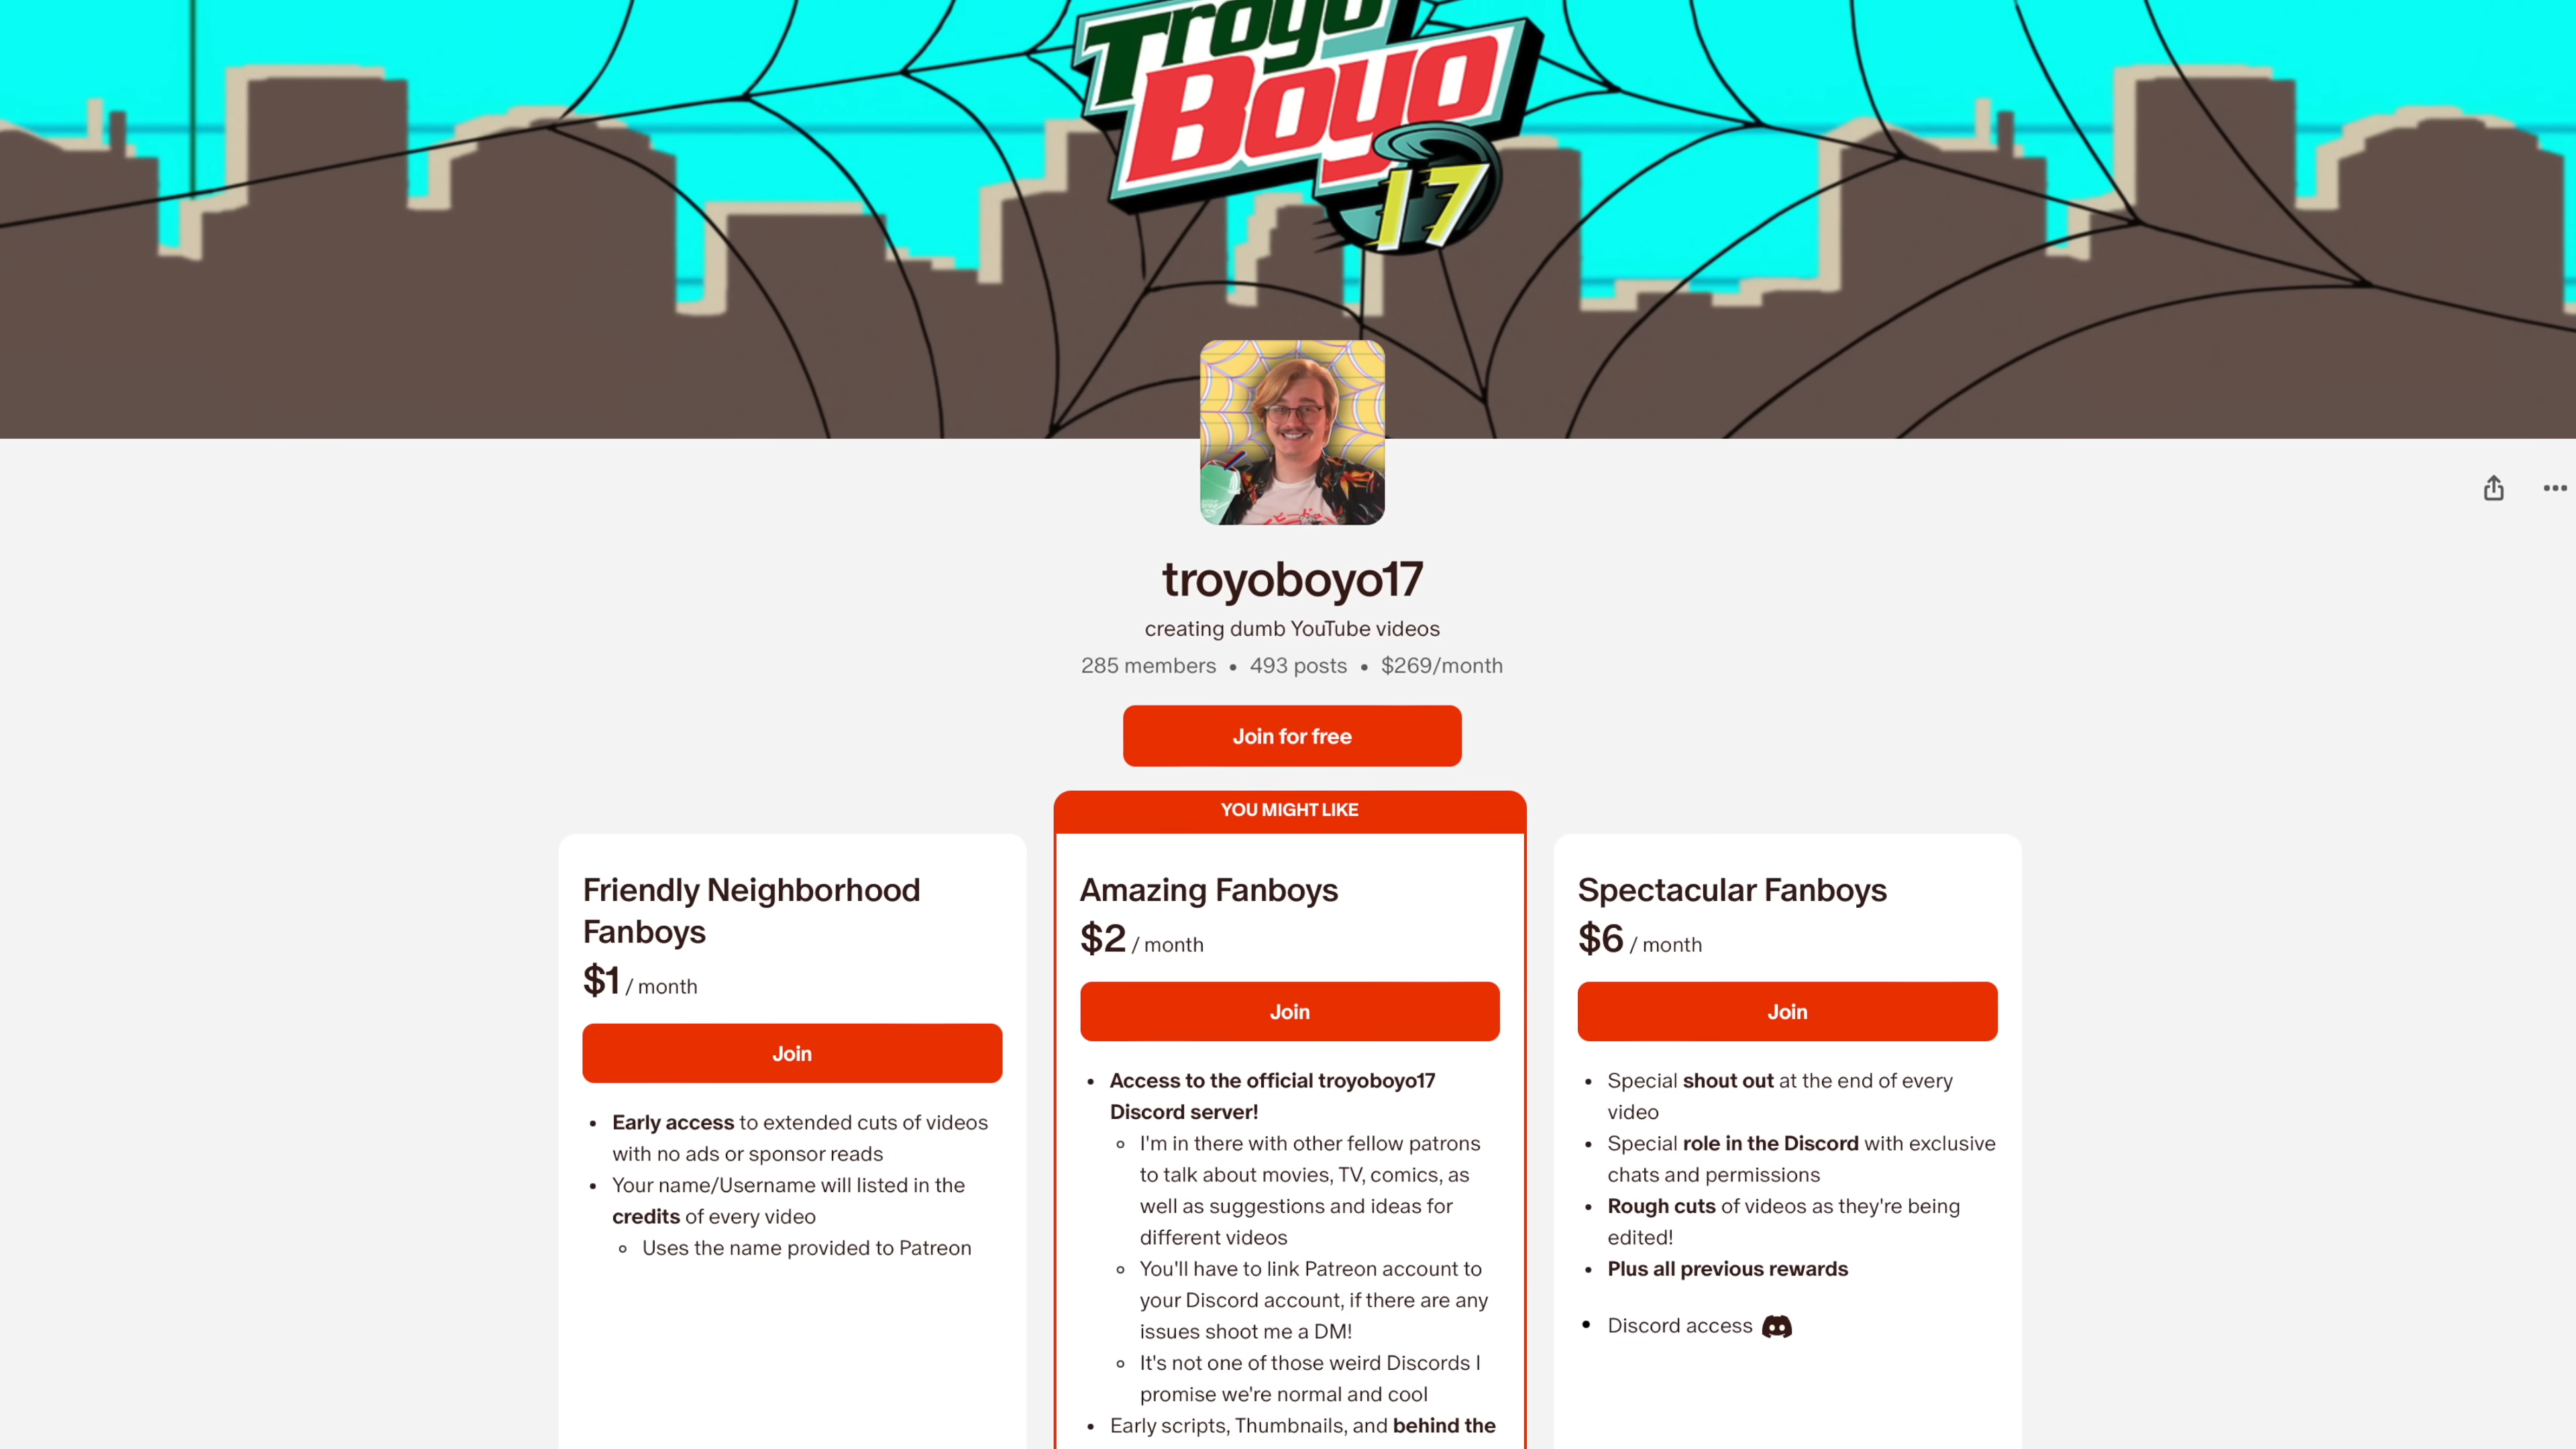 Troyo
Boyo
17
troyoboyo17
creating dumb YouTube videos
285 members • 493 posts • $269/month
Join for free
YOU MIGHT LIKE
Friendly Neighborhood
Fanboys
$1 / month
Join
• Early access to extended cuts of videos
with no ads or sponsor reads
• Your name/Username will listed in the
credits of every video
◦ Uses the name provided to Patreon
Amazing Fanboys
$2 / month
Join
• Access to the official troyoboyo17
Discord server!
◦ I'm in there with other fellow patrons
to talk about movies, TV, comics, as
well as suggestions and ideas for
different videos
◦ You'll have to link Patreon account to
your Discord account, if there are any
issues shoot me a DM!
◦ It's not one of those weird Discords I
promise we're normal and cool
• Early scripts, Thumbnails, and behind the
Spectacular Fanboys
$6 / month
Join
• Special shout out at the end of every
video
• Special role in the Discord with exclusive
chats and permissions
• Rough cuts of videos as they're being
edited!
• Plus all previous rewards
• Discord access